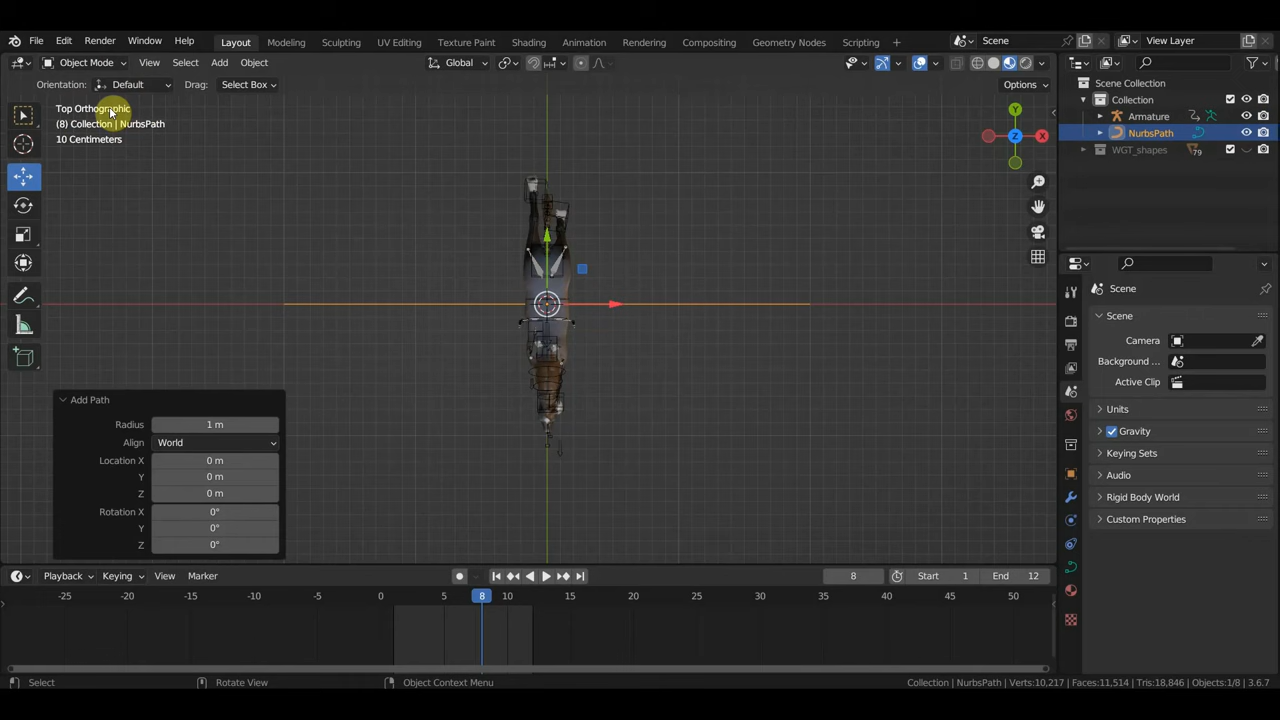 File Edit Render Window Help Layout Modeling Sculpting UV Editing Texture Paint Shading Animation Rendering Compositing Geometry Nodes Scripting + Scene View Layer
Object Mode View Select Add Object Global Options
Orientation: Default Drag: Select Box
Top Orthographic
(8) Collection | NurbsPath
10 Centimeters
Y
Z
X
Add Path
Radius 1 m
Align World
Location X 0 m
Y 0 m
Z 0 m
Rotation X 0°
Y 0°
Z 0°
Scene Collection
Collection
Armature
NurbsPath
WGT_shapes 79
Scene
Scene
Camera
Background ...
Active Clip
Units
Gravity
Keying Sets
Audio
Rigid Body World
Custom Properties
Playback Keying View Marker 8 Start 1 End 12
-25 -20 -15 -10 -5 0 5 8 10 15 20 25 30 35 40 45 50
Select Rotate View Object Context Menu Collection | NurbsPath | Verts:10,217 | Faces:11,514 | Tris:18,846 | Objects:1/8 | 3.6.7